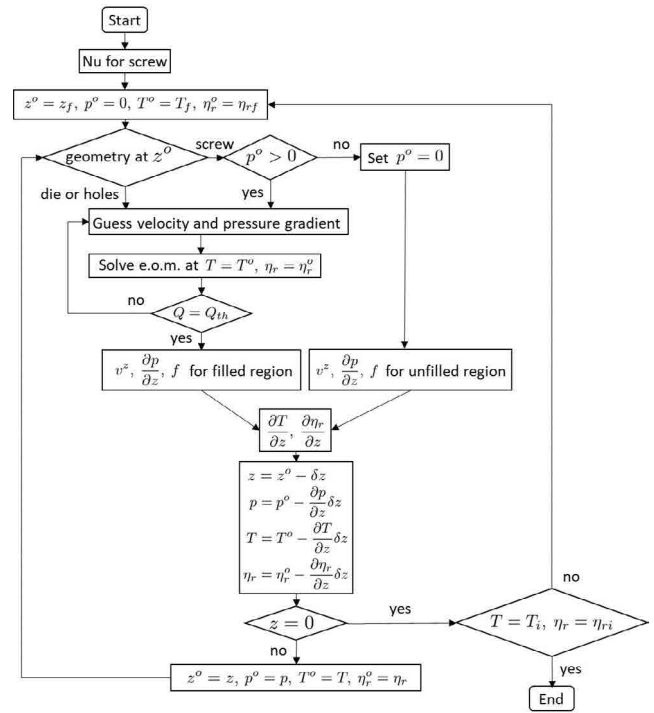 Start
Nu for screw
z^o = z_f, p^o = 0, T^o = T_f, η_r^o = η_rf
geometry at z^o
screw
p^o > 0
no
Set p^o = 0
die or holes
yes
Guess velocity and pressure gradient
Solve e.o.m. at T = T^o, η_r = η_r^o
no
Q = Q_th
yes
v^z, ∂p/∂z, f for filled region
v^z, ∂p/∂z, f for unfilled region
∂T/∂z, ∂η_r/∂z
z = z^o − δz
p = p^o − ∂p/∂z δz
T = T^o − ∂T/∂z δz
η_r = η_r^o − ∂η_r/∂z δz
no
z = 0
yes
T = T_i, η_r = η_ri
no
yes
z^o = z, p^o = p, T^o = T, η_r^o = η_r
End